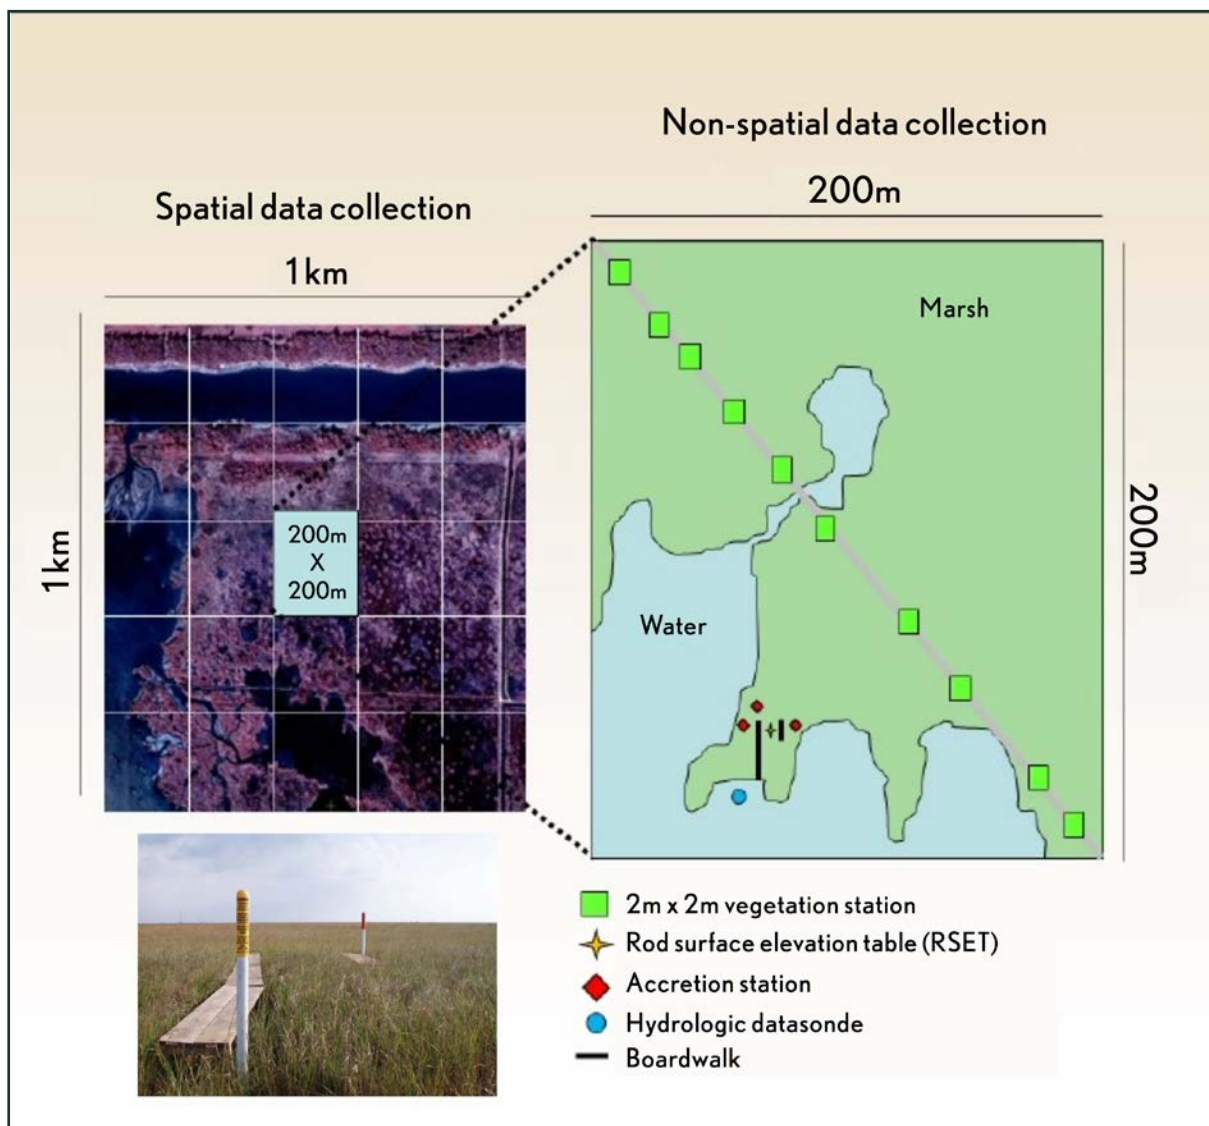 Non-spatial data collection
200m
Spatial data collection
1km
Marsh
1km
200m
X
200m
Water
200m
2m x 2m vegetation station
Rod surface elevation table (RSET)
Accretion station
Hydrologic datasonde
Boardwalk